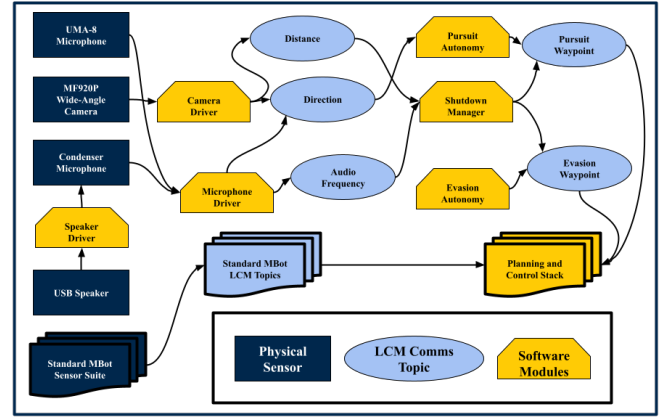 UMA-8
Microphone
MF920P
Wide-Angle
Camera
Condenser
Microphone
Speaker
Driver
USB Speaker
Standard MBot
Sensor Suite
Camera
Driver
Microphone
Driver
Distance
Direction
Audio
Frequency
Standard MBot
LCM Topics
Pursuit
Autonomy
Shutdown
Manager
Evasion
Autonomy
Pursuit
Waypoint
Evasion
Waypoint
Planning and
Control Stack
Physical
Sensor
LCM Comms
Topic
Software
Modules